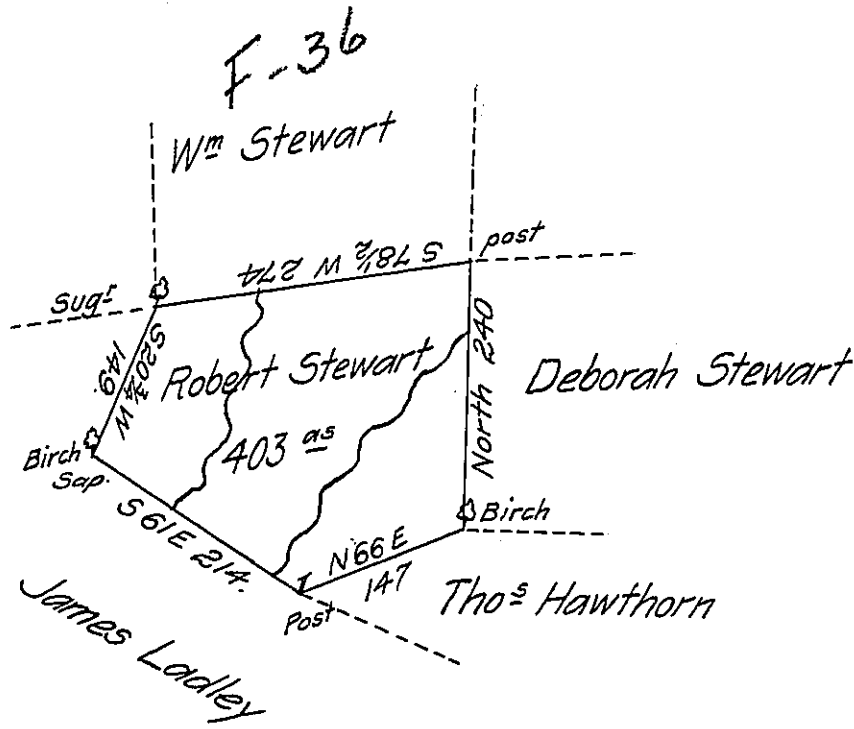 F-36
Wm Stewart
S 78½ W 274
post
Sugr
S 20¾ W
149.
Robert Stewart
North 240
Deborah Stewart
403 as
Birch
Sap.
S 61 E 214.
Birch
N 66 E
147
Thos Hawthorn
Post
James Ladley